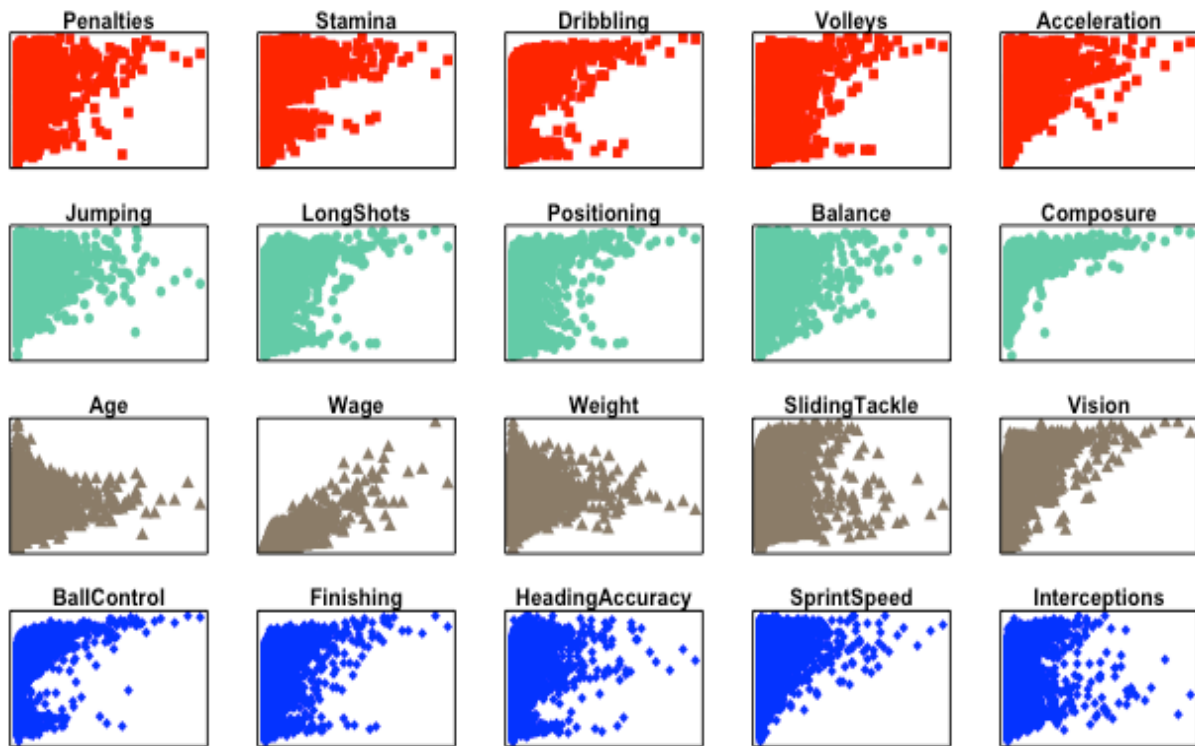 Penalties Stamina Dribbling Volleys Acceleration
Jumping LongShots Positioning Balance Composure
Age Wage Weight SlidingTackle Vision
BallControl Finishing HeadingAccuracy SprintSpeed Interceptions